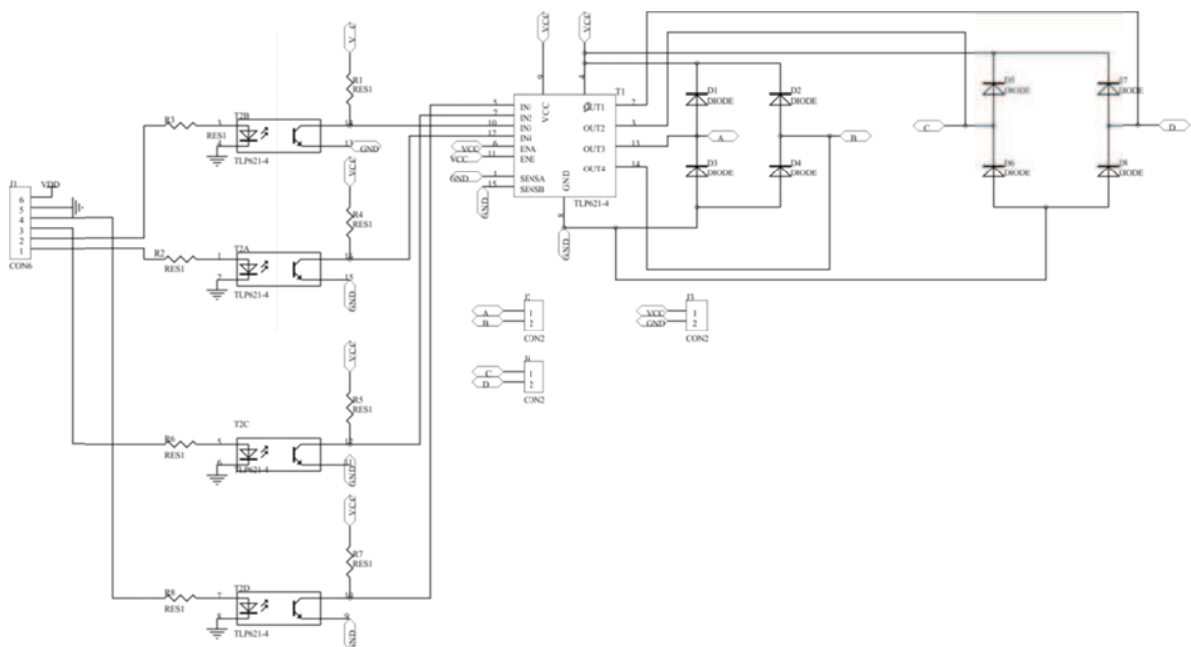 VCC
VCC
VCC
R1
RES1
T1
D1
DIODE
D2
DIODE
D5
DIODE
D7
DIODE
9
4
VCC
VS
GND
5
IN1
7
IN2
10
IN3
12
IN4
VCC
6
ENA
VCC
11
ENE
GND
1
SENSA
15
SENSB
GND
OUT1
2
OUT2
3
OUT3
13
OUT4
14
TLP621-4
8
GND
A
B
C
D
D3
DIODE
D4
DIODE
D6
DIODE
D8
DIODE
R3
RES1
T2B
3
4
14
13
GND
TLP621-4
VCC
R4
RES1
J1
VDD
6
5
4
3
2
1
CON6
R2
RES1
T2A
1
2
16
15
GND
TLP621-4
J2
A
1
B
2
CON2
J3
VCC
1
GND
2
CON2
J4
C
1
D
2
CON2
VCC
R5
RES1
R6
RES1
T2C
5
6
12
11
GND
TLP621-4
VCC
R7
RES1
R8
RES1
T2D
7
8
10
9
GND
TLP621-4